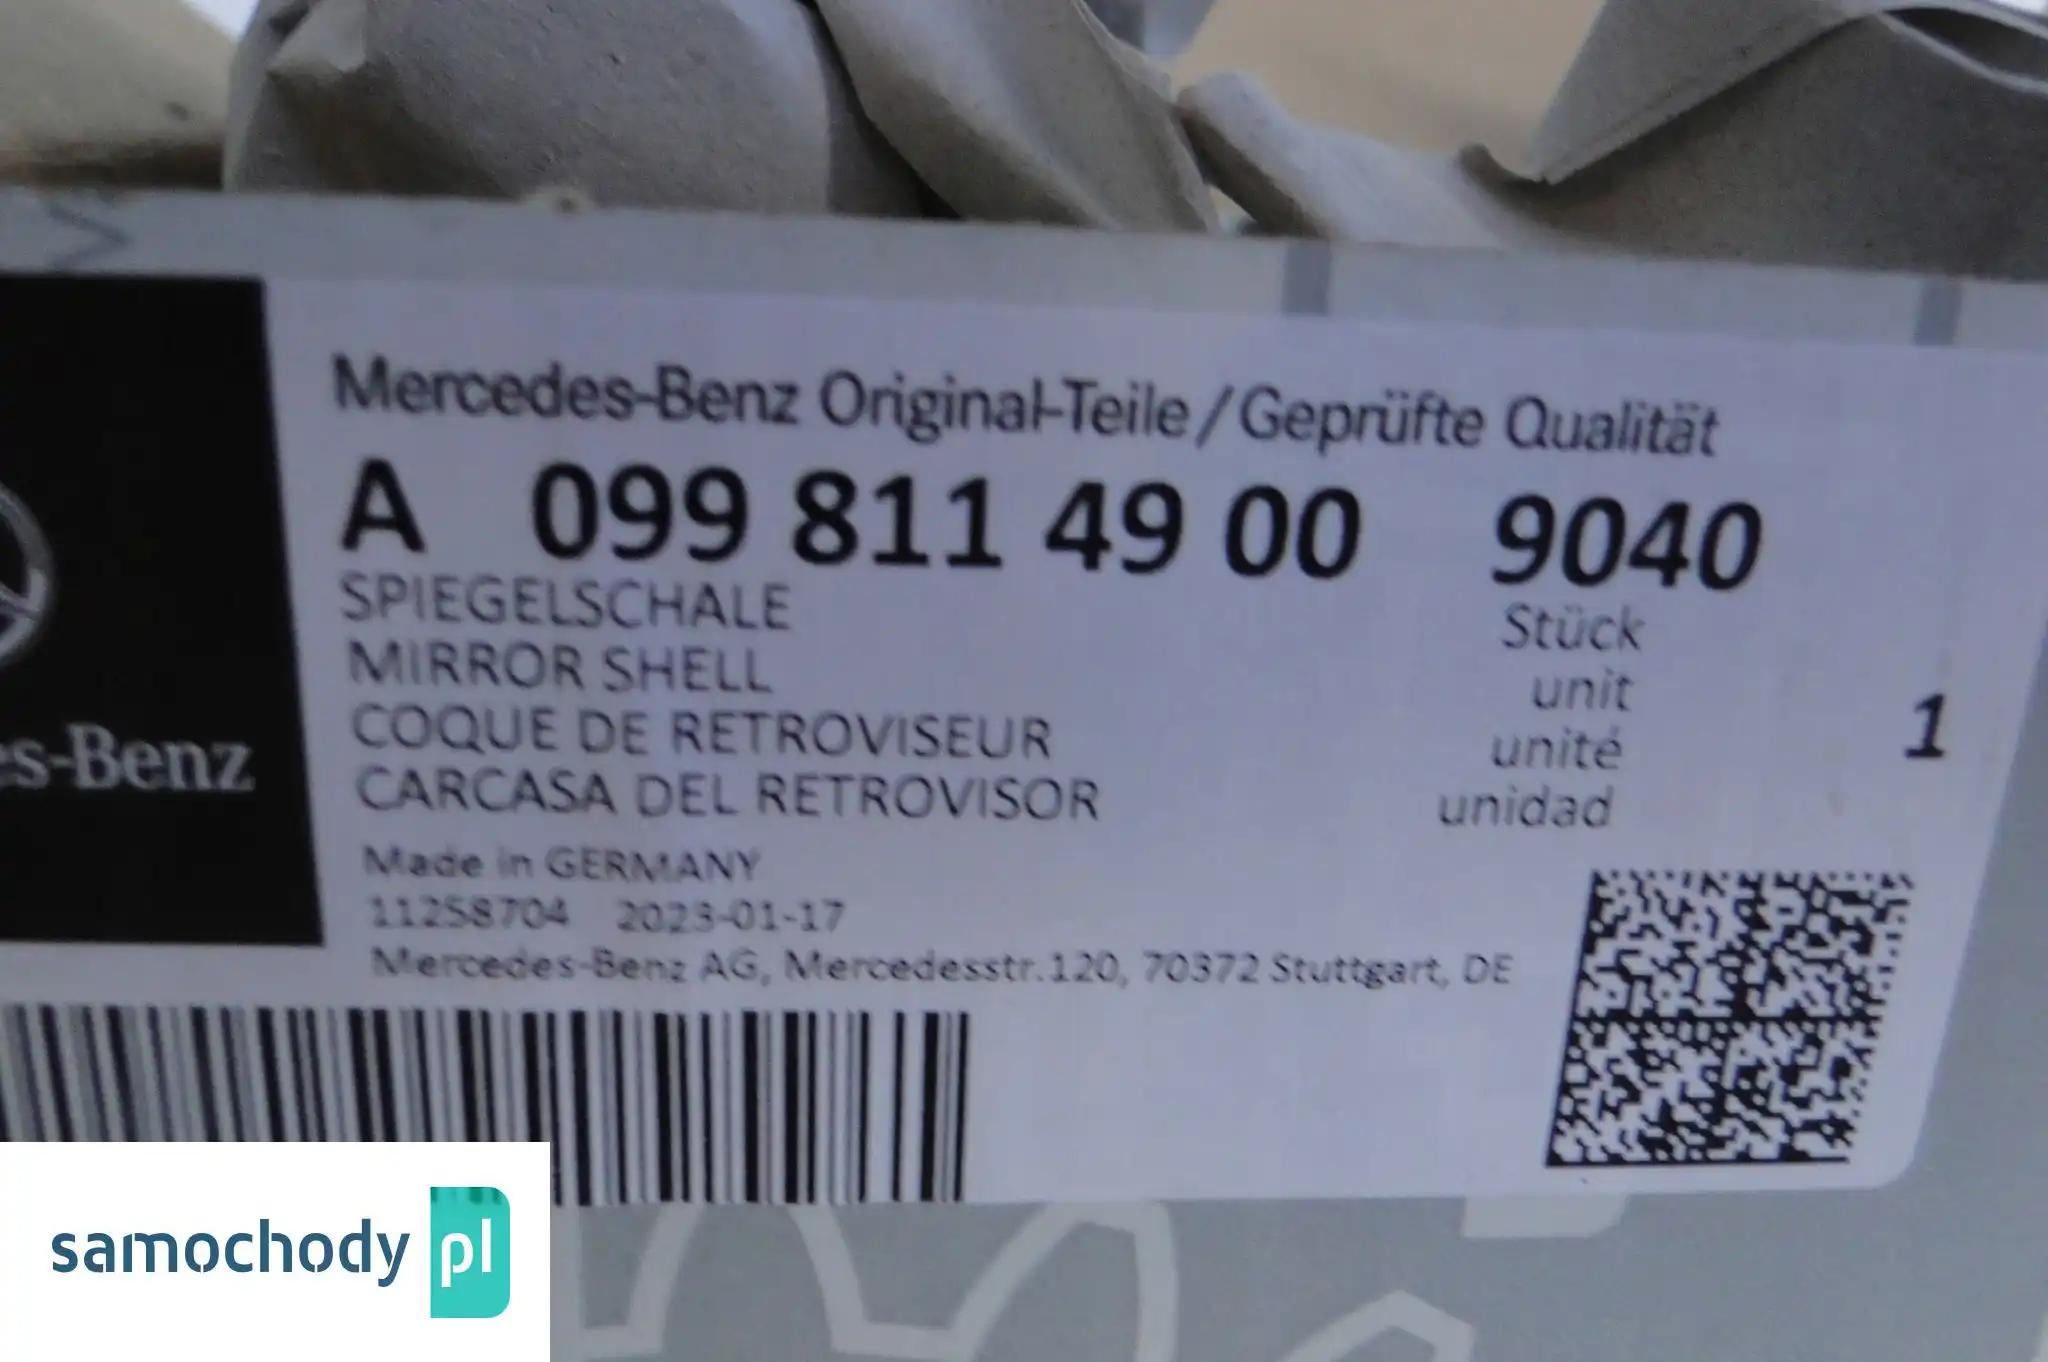 es-Benz
Mercedes-Benz Original-Teile / Geprüfte Qualität
A 099 811 49 00 9040
SPIEGELSCHALE
MIRROR SHELL
COQUE DE RETROVISEUR
CARCASA DEL RETROVISOR
Stück
unit
unité
unidad
1
Made in GERMANY
11258704 2023-01-17
Mercedes-Benz AG, Mercedesstr.120, 70372 Stuttgart, DE
samochody pl